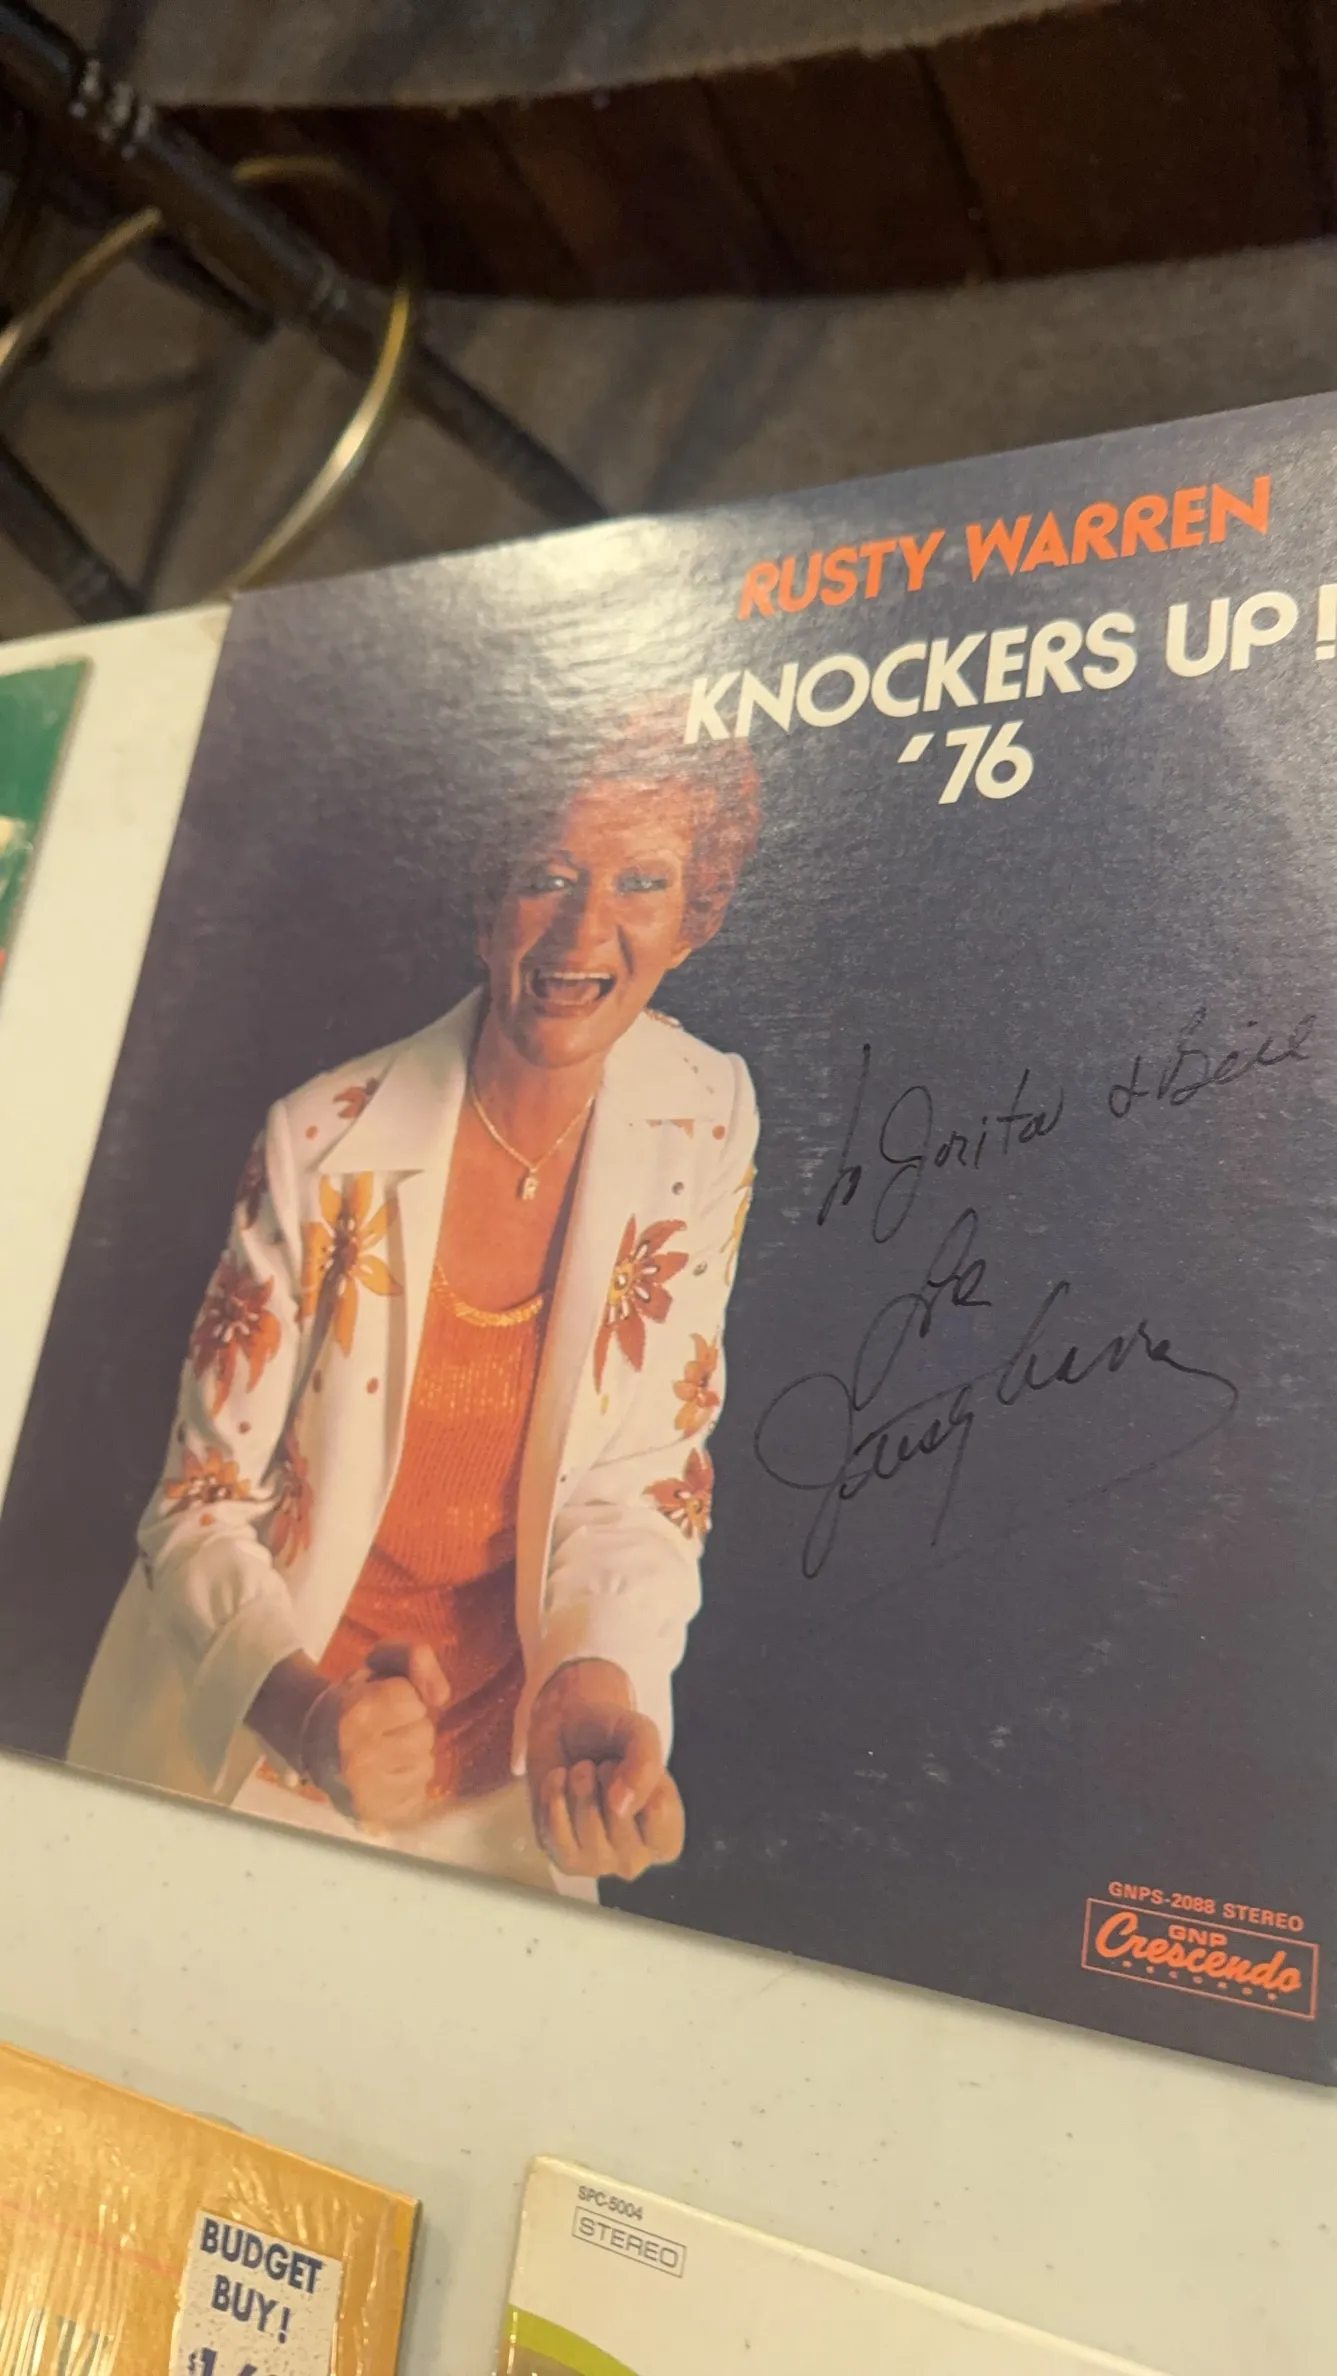 RUSTY WARREN
KNOCKERS UP!
'76
To Jorita & Bill
Love
Rusty Warren
R
GNPS-2088 STEREO
GNP
Crescendo
RECORDS
BUDGET
BUY!
SPC-5004
STEREO